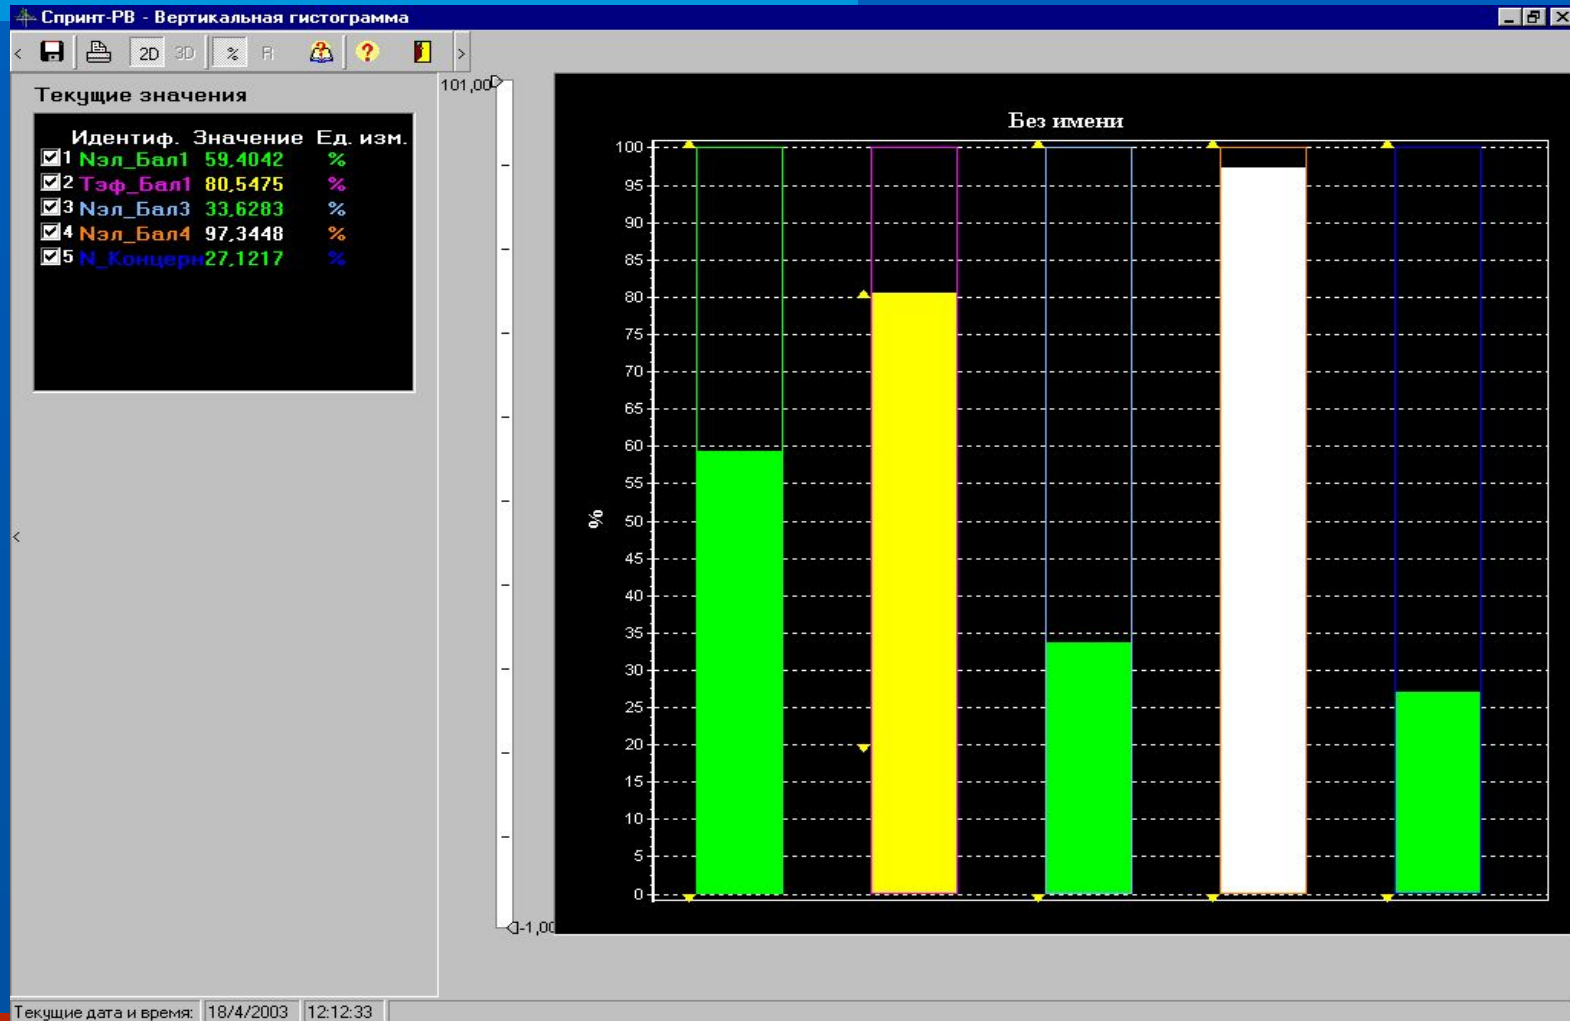 Спринт-РВ - Вертикальная гистограмма
< 2D 3D % >
Текущие значения
Идентиф. Значение Ед. изм.
1 Nэл_Бал1 59,4042 %
2 Тэф_Бал1 80,5475 %
3 Nэл_Бал3 33,6283 %
4 Nэл_Бал4 97,3448 %
5 N_Концерн 27,1217 %
<
101,00
-1,00
Без имени
100
95
90
85
80
75
70
65
60
55
50
45
40
35
30
25
20
15
10
5
0
%
Текущие дата и время: 18/4/2003 12:12:33